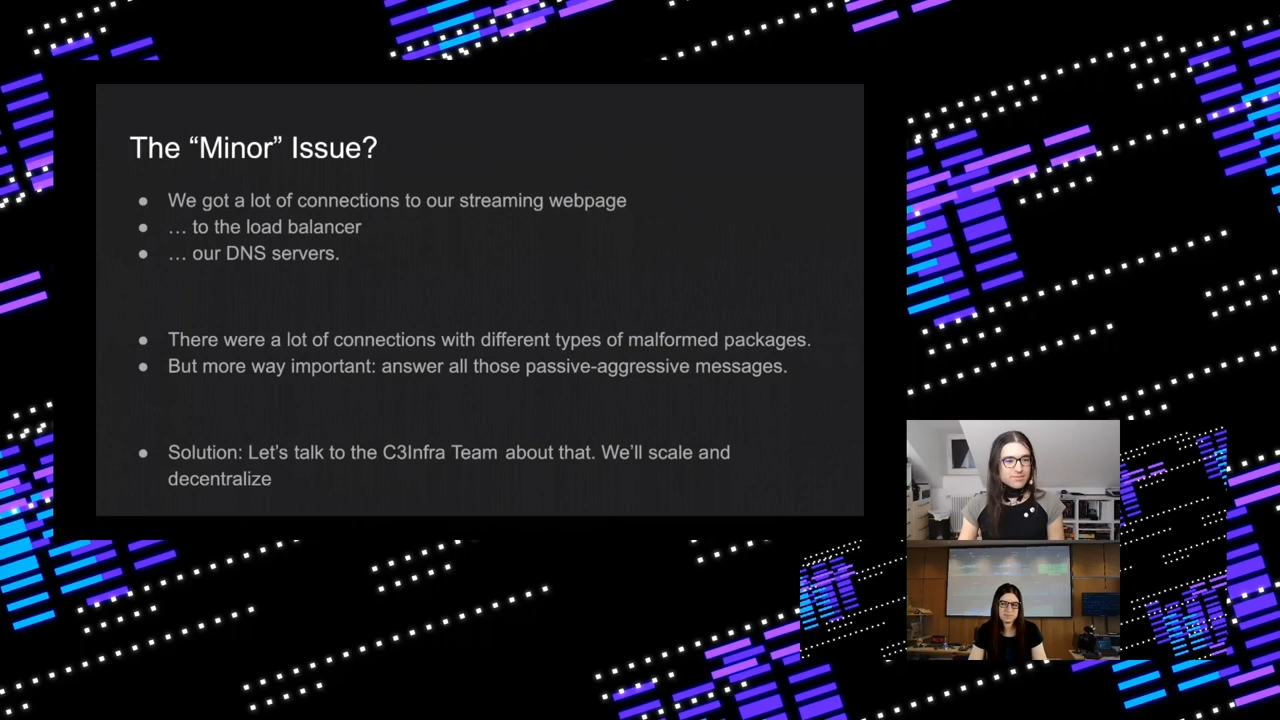 The “Minor” Issue?
● We got a lot of connections to our streaming webpage
● … to the load balancer
● … our DNS servers.
● There were a lot of connections with different types of malformed packages.
● But more way important: answer all those passive-aggressive messages.
● Solution: Let’s talk to the C3Infra Team about that. We’ll scale and
decentralize